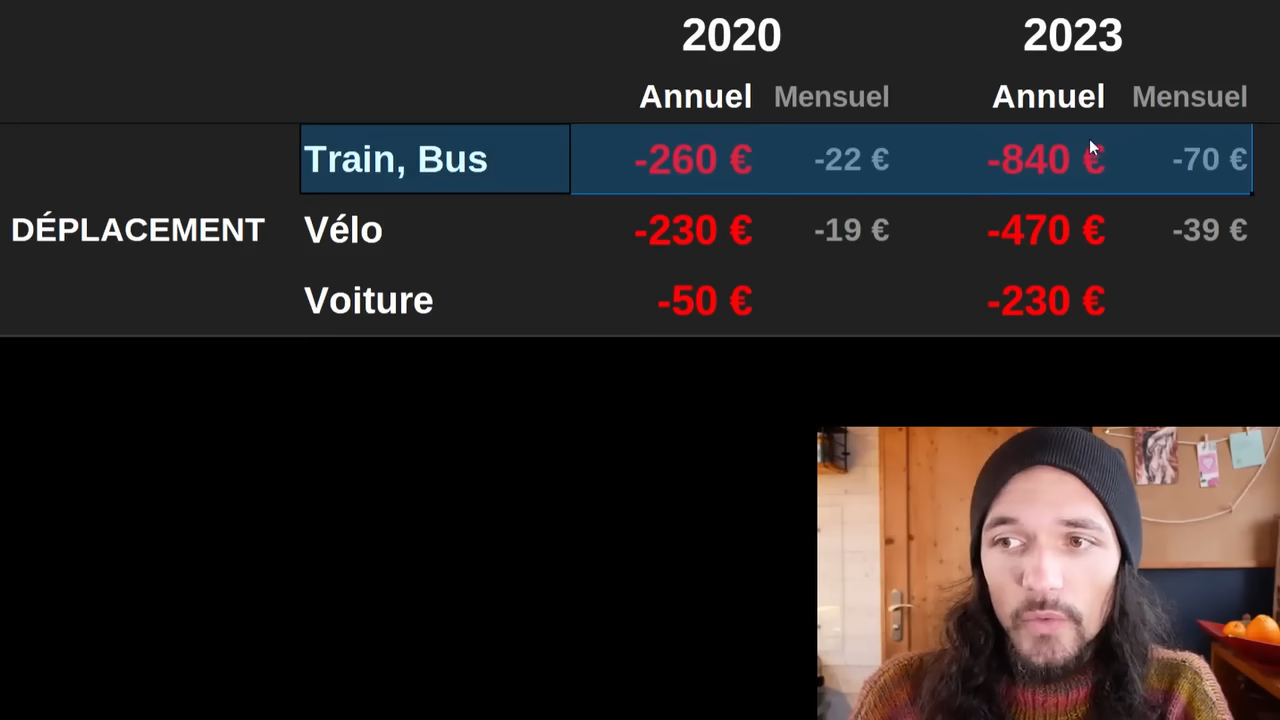 2020 2023
Annuel Mensuel Annuel Mensuel
Train, Bus -260 € -22 € -840 € -70 €
DÉPLACEMENT Vélo -230 € -19 € -470 € -39 €
Voiture -50 € -230 €